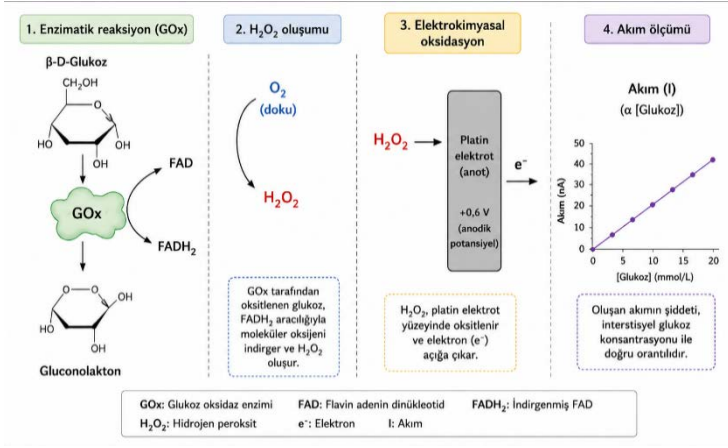 1. Enzimatik reaksiyon (GOx)
β-D-Glukoz
CH₂OH
O
HO
OH
OH
FAD
GOx
FADH₂
O
O
OH
HO
OH
Gluconolakton
2. H₂O₂ oluşumu
O₂
(doku)
H₂O₂
GOx tarafından
oksitlenen glukoz,
FADH₂ aracılığıyla
moleküler oksijeni
indirger ve H₂O₂
oluşur.
3. Elektrokimyasal
oksidasyon
H₂O₂
Platin
elektrot
(anot)
+0,6 V
(anodik
potansiyel)
e⁻
H₂O₂, platin elektrot
yüzeyinde oksitlenir
ve elektron (e⁻)
açığa çıkar.
4. Akım ölçümü
Akım (I)
(α [Glukoz])
Akım (nA)
50
40
30
20
10
0
0 5 10 15 20
[Glukoz] (mmol/L)
Oluşan akımın şiddeti,
interstisyel glukoz
konsantrasyonu ile
doğru orantılıdır.
GOx: Glukoz oksidaz enzimi FAD: Flavin adenin dinükleotid FADH₂: İndirgenmiş FAD
H₂O₂: Hidrojen peroksit e⁻: Elektron I: Akım